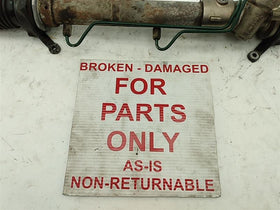 BROKEN - DAMAGED
FOR
PARTS
ONLY
AS-IS
NON-RETURNABLE